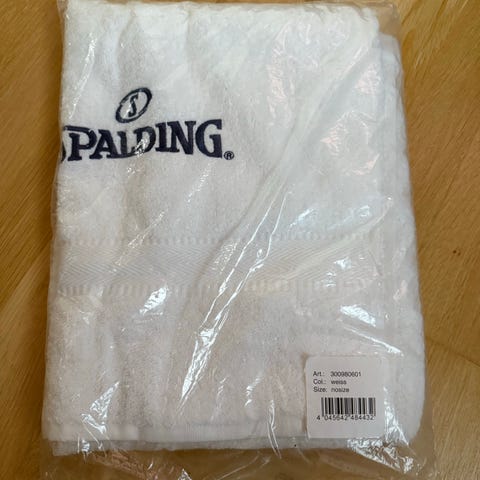 S
SPALDING®
Art.: 300980601
Col.: weiss
Size: nosize
4 045642 484432